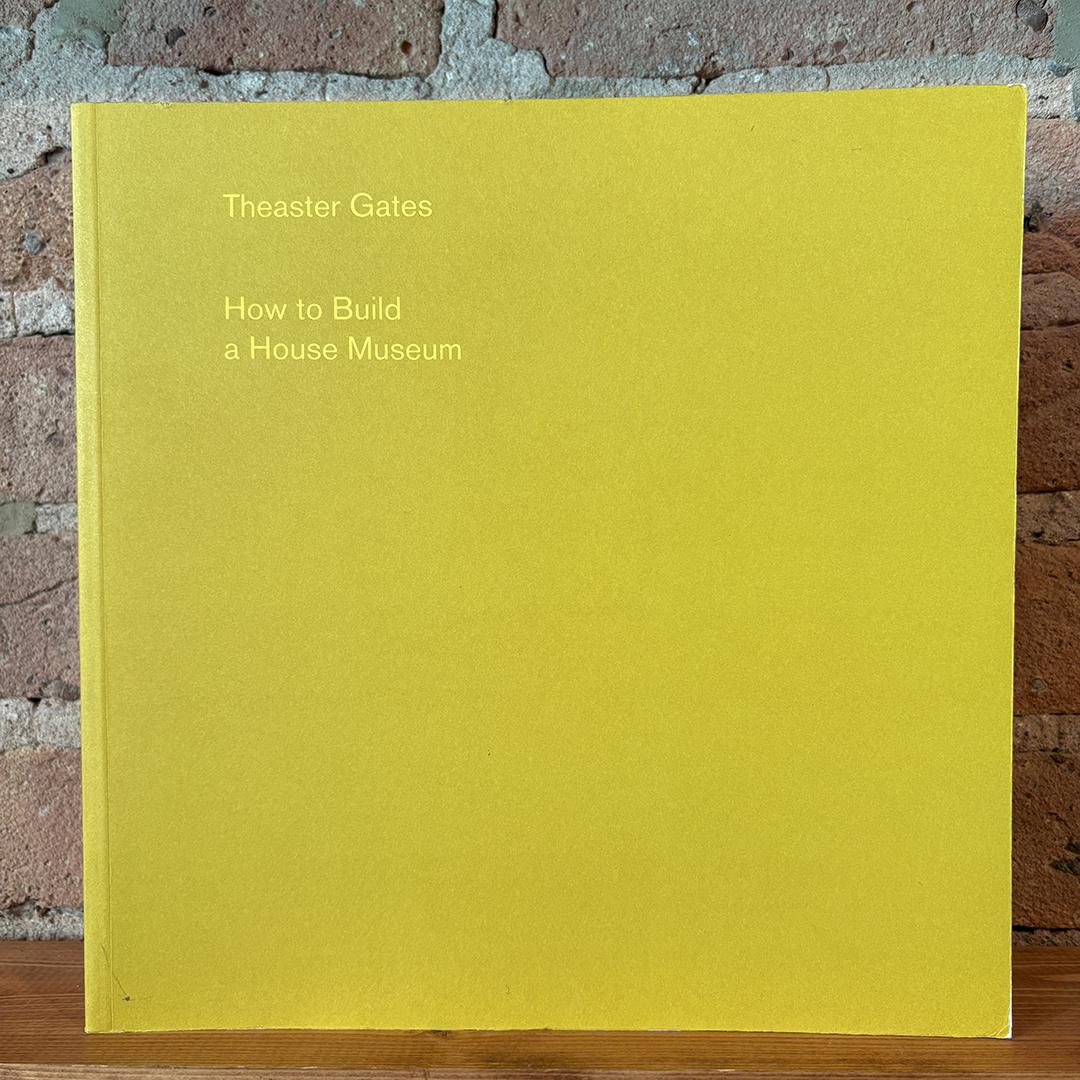 Theaster Gates
How to Build
a House Museum